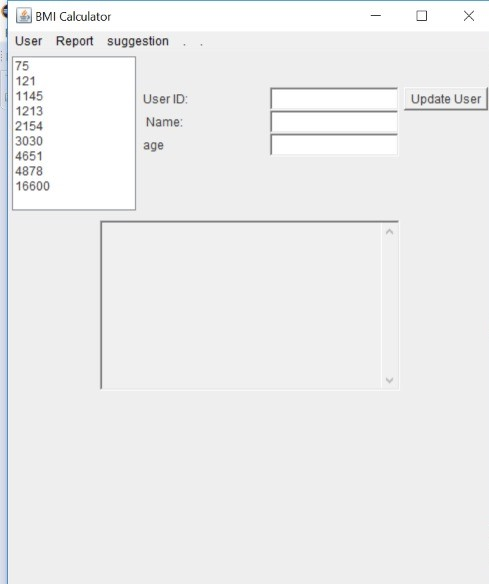 BMI Calculator
User Report suggestion . .
75
121
1145
1213
2154
3030
4651
4878
16600
User ID:
Update User
Name:
age